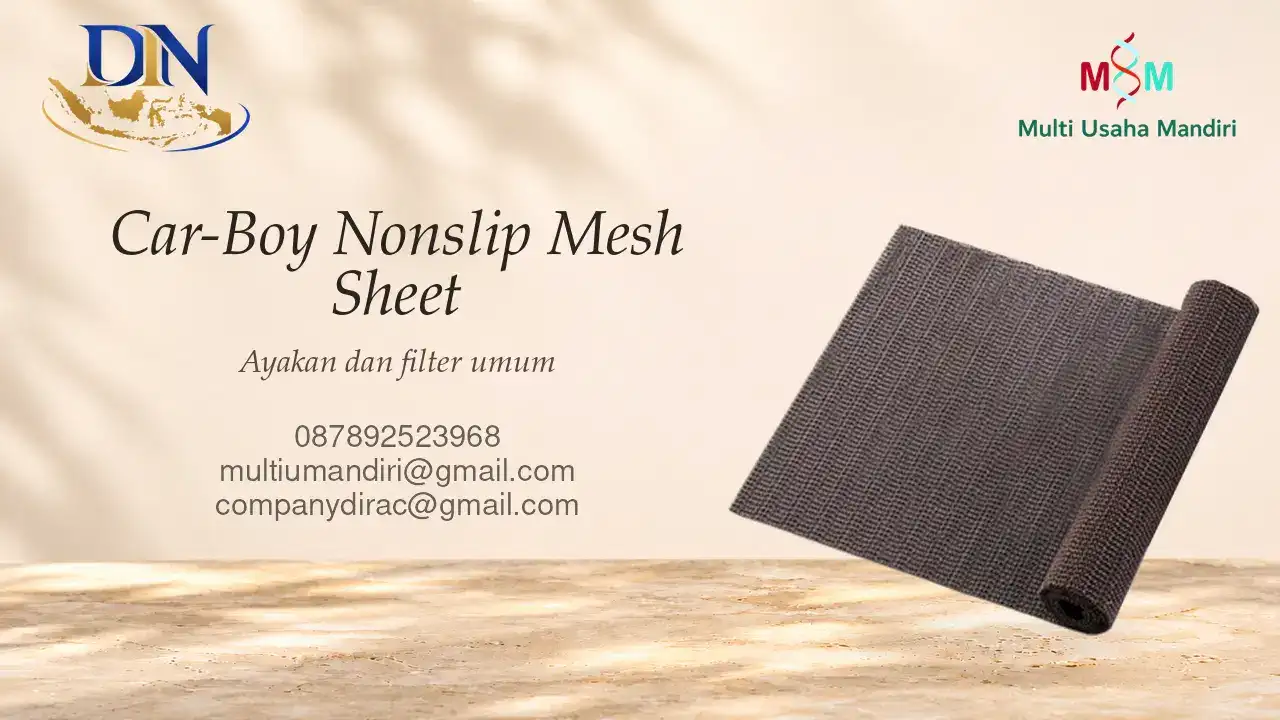 DIN
M M
Multi Usaha Mandiri
Car-Boy Nonslip Mesh
Sheet
Ayakan dan filter umum
087892523968
multiumandiri@gmail.com
companydirac@gmail.com